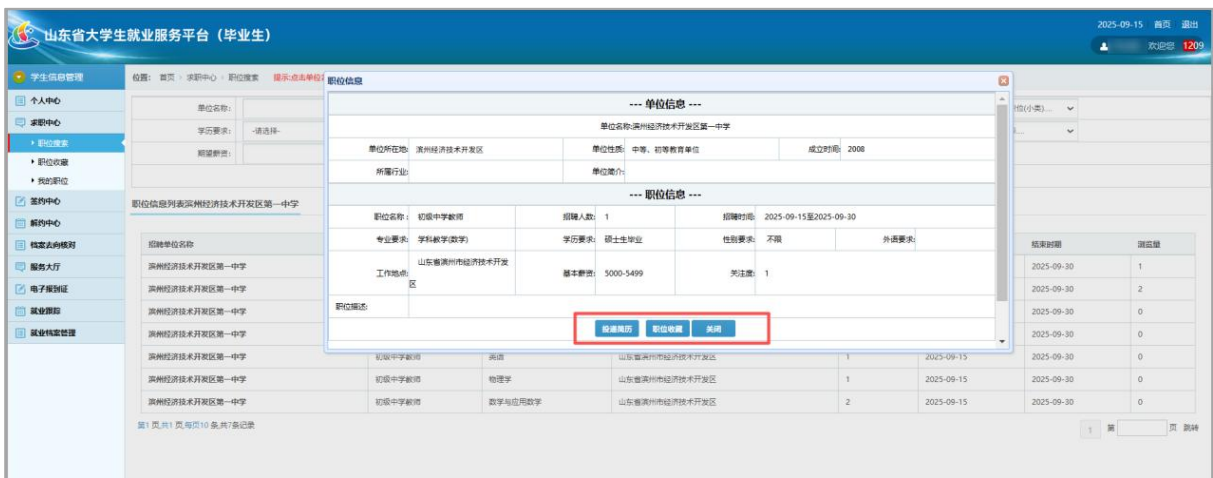 2025-09-15 首页 退出
山东省大学生就业服务平台（毕业生）
欢迎您 1209
学生信息管理
个人中心
求职中心
职位搜索
职位收藏
我的职位
签约中心
解约中心
档案去向核对
服务大厅
电子报到证
就业跟踪
就业档案管理
位置： 首页 > 求职中心 > 职位搜索 提示:点击单位
单位名称:
学历要求: -请选择-
期望薪资:
位(小类)...
职位信息列表滨州经济技术开发区第一中学
职位信息
--- 单位信息 ---
单位名称:滨州经济技术开发区第一中学
单位所在地: 滨州经济技术开发区 单位性质: 中等、初等教育单位 成立时间: 2008
所属行业: 单位简介:
--- 职位信息 ---
职位名称: 初级中学教师 招聘人数: 1 招聘时间: 2025-09-15至2025-09-30
专业要求: 学科教学(数学) 学历要求: 硕士生毕业 性别要求: 不限 外语要求:
工作地点: 山东省滨州市经济技术开发区 基本薪资: 5000-5499 关注度: 1
职位描述:
投递简历 职位收藏 关闭
招聘单位名称 结束时间 浏览量
滨州经济技术开发区第一中学 2025-09-30 1
滨州经济技术开发区第一中学 2025-09-30 2
滨州经济技术开发区第一中学 2025-09-30 0
滨州经济技术开发区第一中学 2025-09-30 0
滨州经济技术开发区第一中学 初级中学教师 英语 山东省滨州市经济技术开发区 1 2025-09-15 2025-09-30 0
滨州经济技术开发区第一中学 初级中学教师 物理学 山东省滨州市经济技术开发区 1 2025-09-15 2025-09-30 0
滨州经济技术开发区第一中学 初级中学教师 数学与应用数学 山东省滨州市经济技术开发区 2 2025-09-15 2025-09-30 0
第1 页,共1 页,每页10 条,共7条记录
1 第 页 跳转